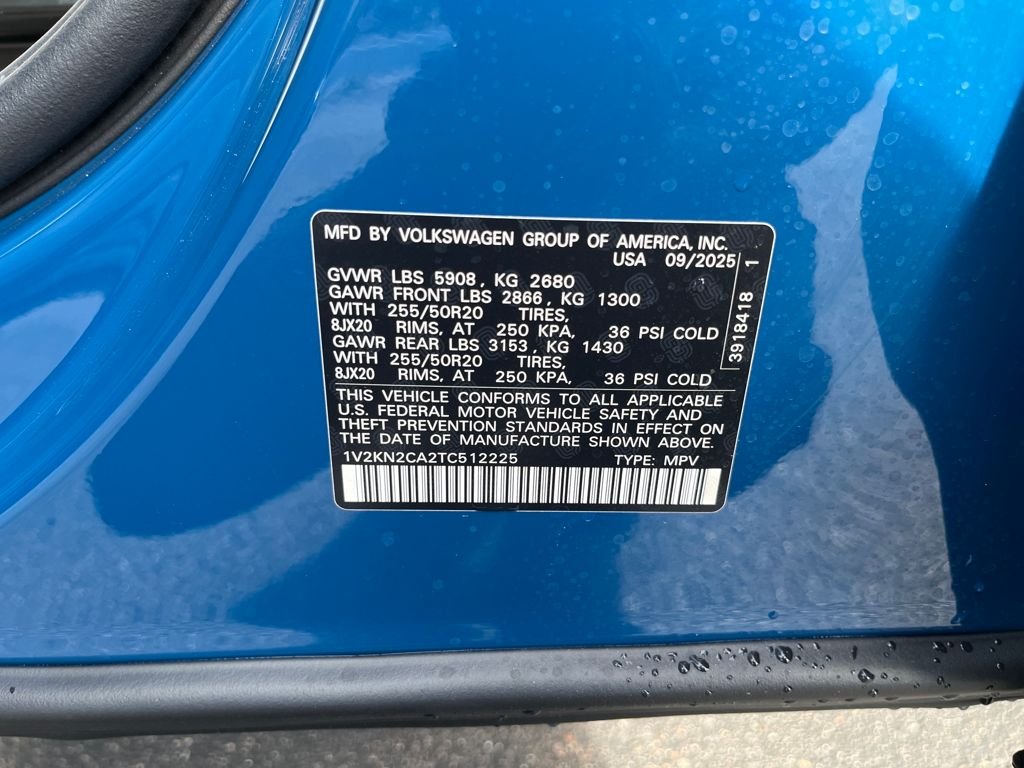 MFD BY VOLKSWAGEN GROUP OF AMERICA, INC.
USA 09/2025
GVWR LBS 5908, KG 2680
GAWR FRONT LBS 2866, KG 1300
WITH 255/50R20 TIRES,
8JX20 RIMS, AT 250 KPA, 36 PSI COLD
GAWR REAR LBS 3153, KG 1430
WITH 255/50R20 TIRES,
8JX20 RIMS, AT 250 KPA, 36 PSI COLD
3918418 1
THIS VEHICLE CONFORMS TO ALL APPLICABLE
U.S. FEDERAL MOTOR VEHICLE SAFETY AND
THEFT PREVENTION STANDARDS IN EFFECT ON
THE DATE OF MANUFACTURE SHOWN ABOVE.
1V2KN2CA2TC512225 TYPE: MPV